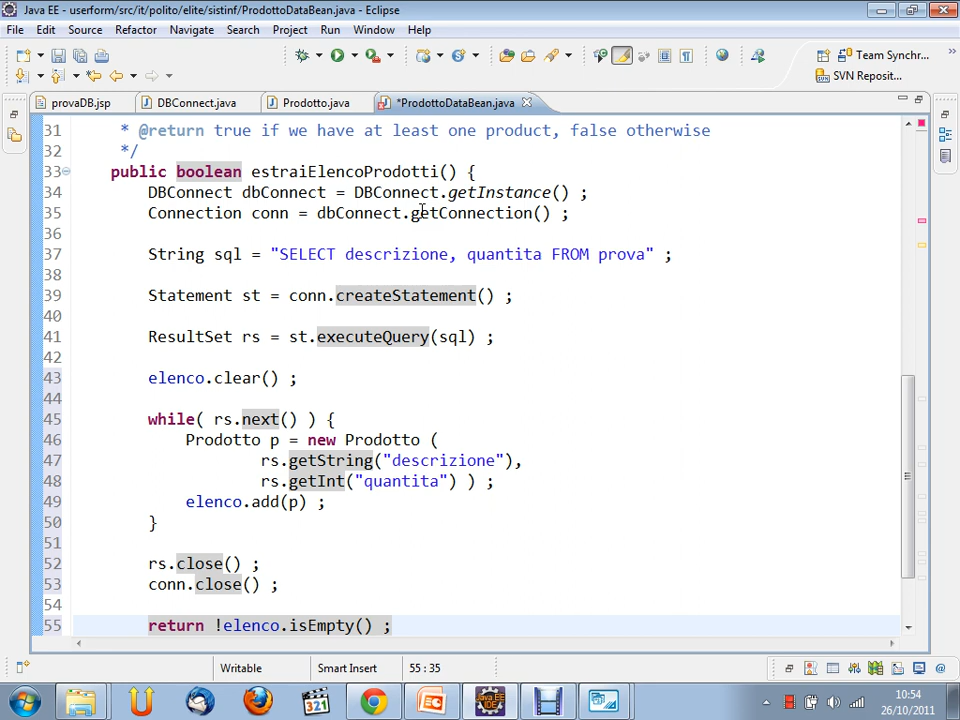 Java EE - userform/src/it/polito/elite/sistinf/ProdottoDataBean.java - Eclipse
File Edit Source Refactor Navigate Search Project Run Window Help
Team Synchr...
SVN Reposit...
provaDB.jsp DBConnect.java Prodotto.java *ProdottoDataBean.java
31 * @return true if we have at least one product, false otherwise
32 */
33 public boolean estraiElencoProdotti() {
34 DBConnect dbConnect = DBConnect.getInstance() ;
35 Connection conn = dbConnect.getConnection() ;
36
37 String sql = "SELECT descrizione, quantita FROM prova" ;
38
39 Statement st = conn.createStatement() ;
40
41 ResultSet rs = st.executeQuery(sql) ;
42
43 elenco.clear() ;
44
45 while( rs.next() ) {
46 Prodotto p = new Prodotto (
47 rs.getString("descrizione"),
48 rs.getInt("quantita") ) ;
49 elenco.add(p) ;
50 }
51
52 rs.close() ;
53 conn.close() ;
54
55 return !elenco.isEmpty() ;
Writable Smart Insert 55 : 35
321
Java EE
IDE
10:54
26/10/2011